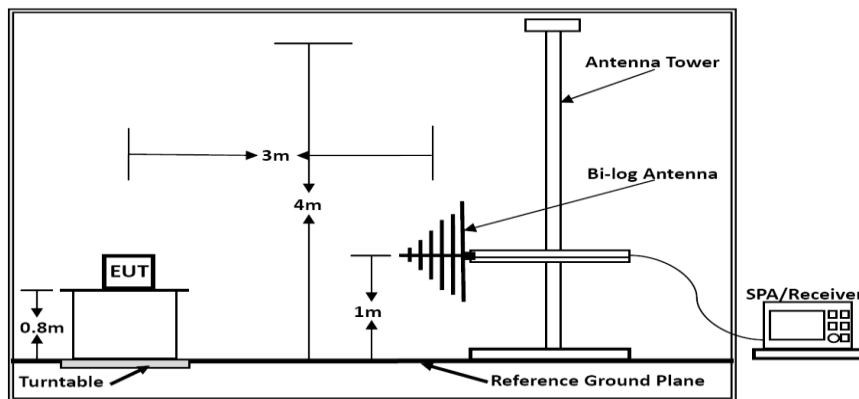 Antenna Tower
3m
Bi-log Antenna
4m
EUT
SPA/Receiver
0.8m
1m
Turntable
Reference Ground Plane